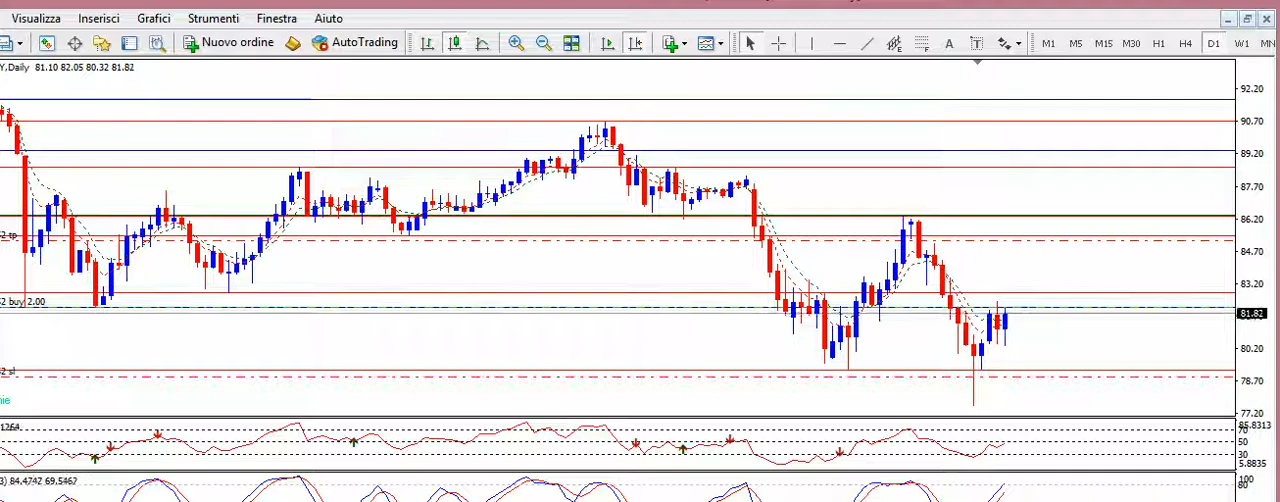 Visualizza Inserisci Grafici Strumenti Finestra Aiuto
Nuovo ordine AutoTrading A T M1 M5 M15 M30 H1 H4 D1 W1 MN
Y,Daily 81.10 82.05 80.32 81.82
92.20
90.70
89.20
87.70
86.20
2 tp
84.70
83.20
2 buy 2.00
81.82
80.20
2 sl
78.70
77.20
1264
85.8313
70
50
30
5.8835
3) 84.4742 69.5467
100
80